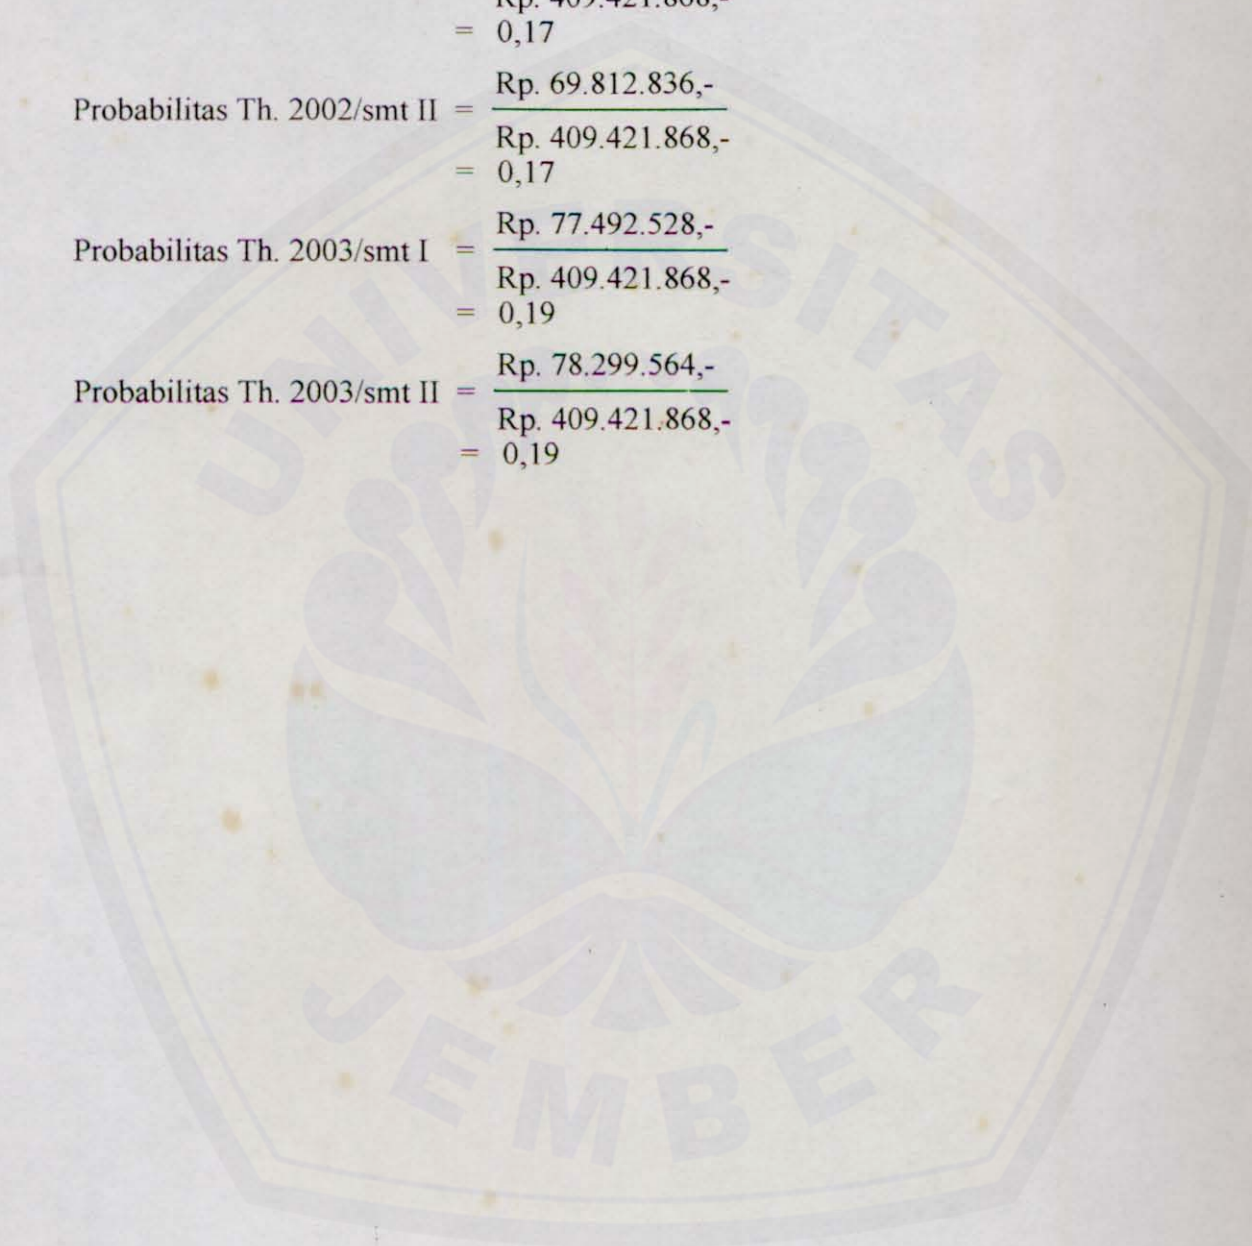 = 0,17
Rp. 69.812.836,-
Probabilitas Th. 2002/smt II =
Rp. 409.421.868,-
= 0,17
Rp. 77.492.528,-
Probabilitas Th. 2003/smt I =
Rp. 409.421.868,-
= 0,19
Rp. 78.299.564,-
Probabilitas Th. 2003/smt II =
Rp. 409.421.868,-
= 0,19
UNIVERSITAS
JEMBER